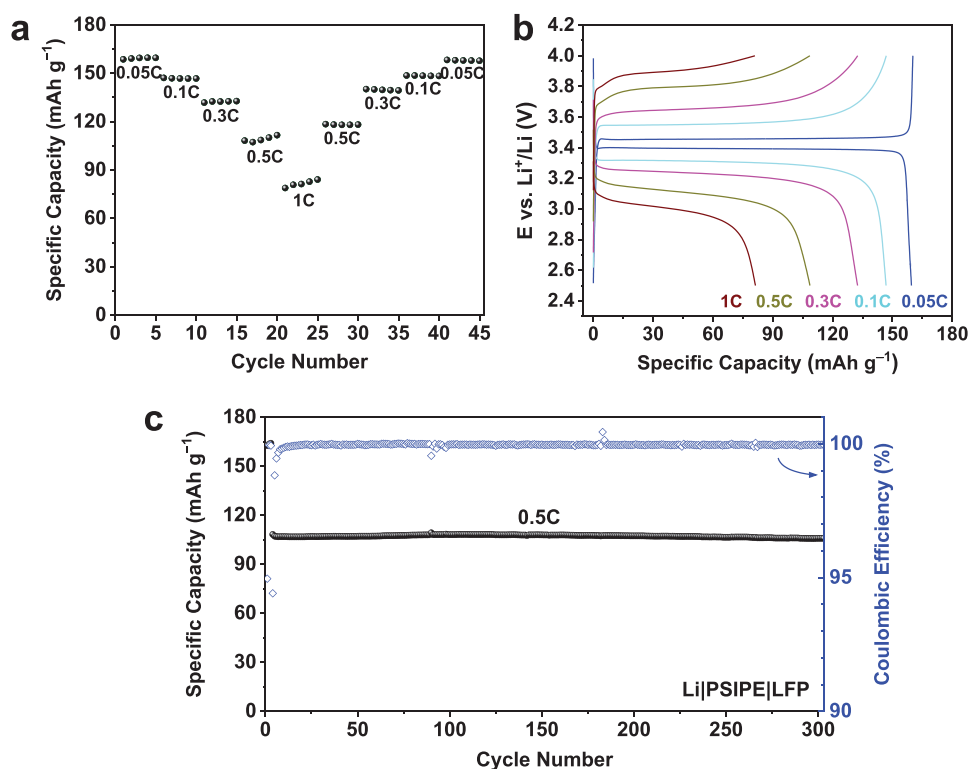 a
180
150
120
90
60
30
0
Specific Capacity (mAh g⁻¹)
0.05C
0.1C
0.3C
0.5C
1C
0.5C
0.3C
0.1C
0.05C
0 5 10 15 20 25 30 35 40 45
Cycle Number
b
4.2
4.0
3.8
3.6
3.4
3.2
3.0
2.8
2.6
2.4
E vs. Li⁺/Li (V)
1C 0.5C 0.3C 0.1C 0.05C
0 30 60 90 120 150 180
Specific Capacity (mAh g⁻¹)
c
180
150
120
90
60
30
0
Specific Capacity (mAh g⁻¹)
0.5C
Li|PSIPE|LFP
100
95
90
Coulombic Efficiency (%)
0 50 100 150 200 250 300
Cycle Number